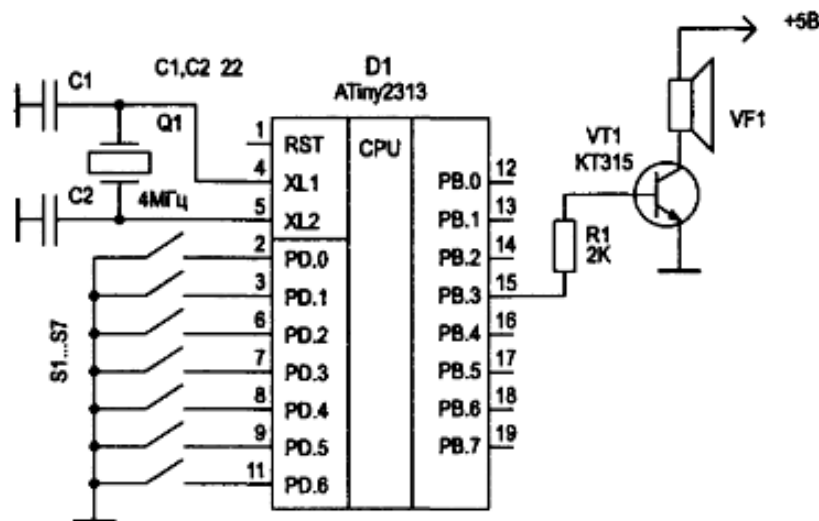 +5В
C1
C1,C2 22
D1
ATiny2313
Q1
VF1
1
RST
CPU
VT1
КТ315
4
XL1
PB.0
12
C2
4МГц
5
XL2
PB.1
13
2
PD.0
PB.2
14
R1
2К
3
PD.1
PB.3
15
6
PD.2
PB.4
16
S1...S7
7
PD.3
PB.5
17
8
PD.4
PB.6
18
9
PD.5
PB.7
19
11
PD.6